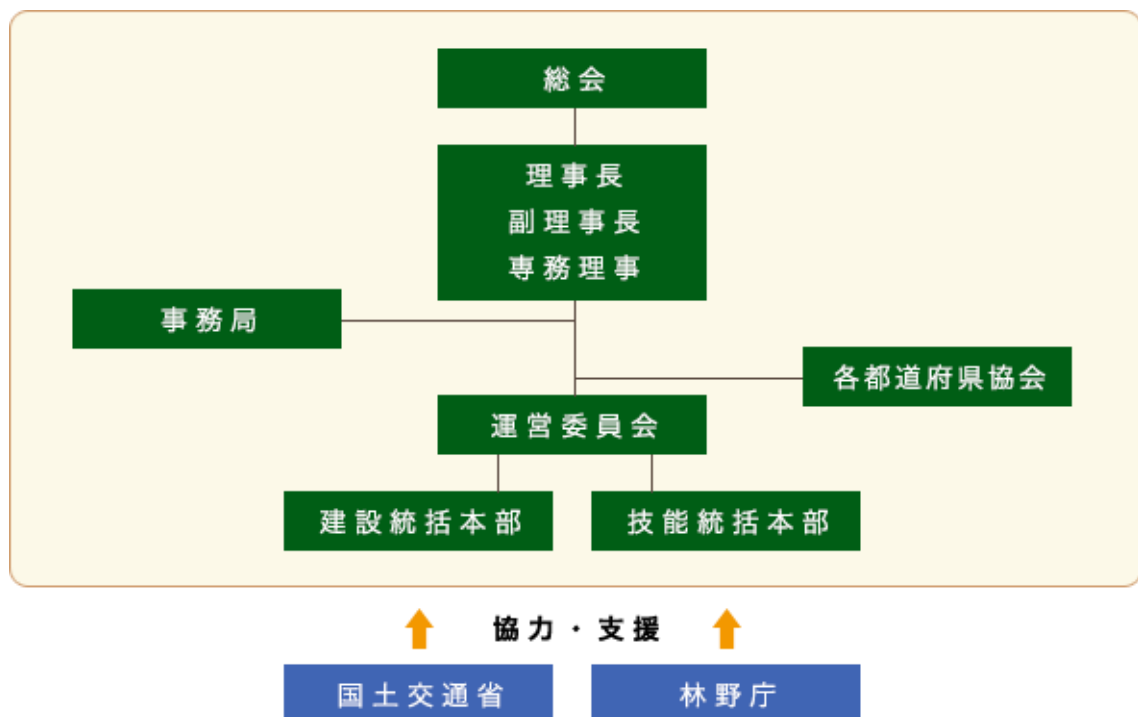 総会
理事長
副理事長
専務理事
事務局
各都道府県協会
運営委員会
建設統括本部
技能統括本部
協力・支援
国土交通省
林野庁